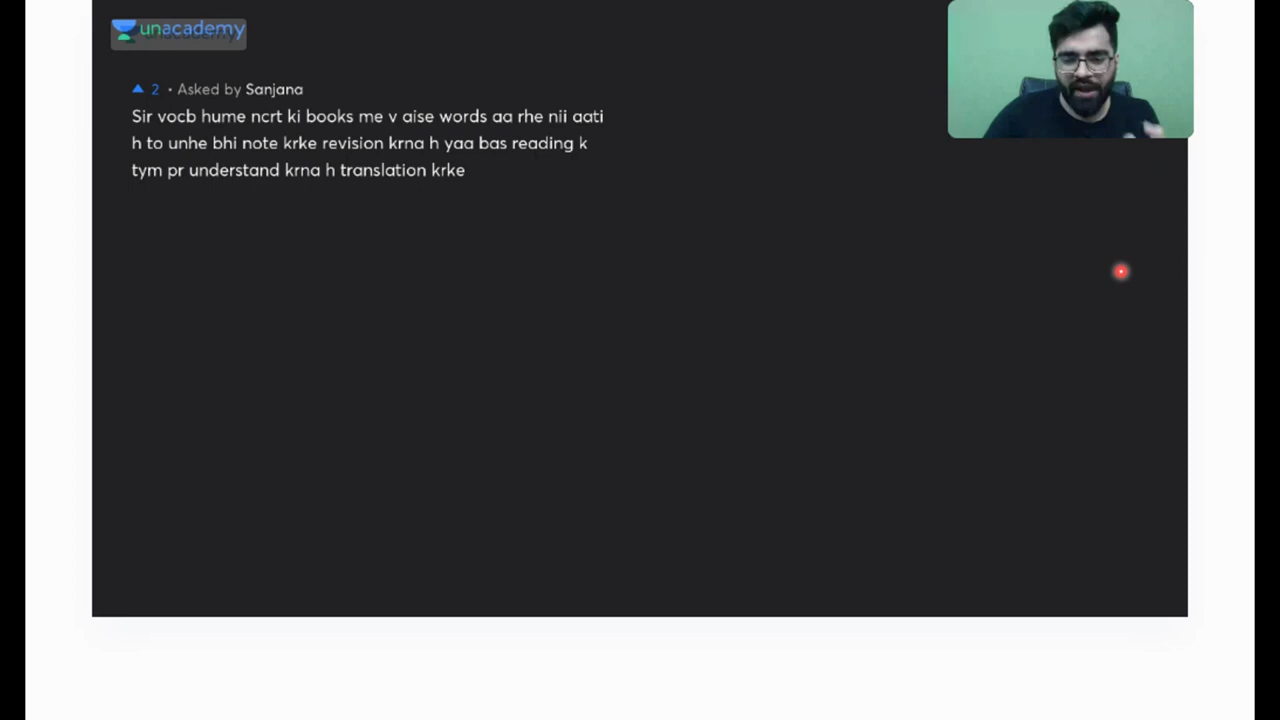 unacademy
2 • Asked by Sanjana
Sir vocb hume ncrt ki books me v aise words aa rhe nii aati
h to unhe bhi note krke revision krna h yaa bas reading k
tym pr understand krna h translation krke